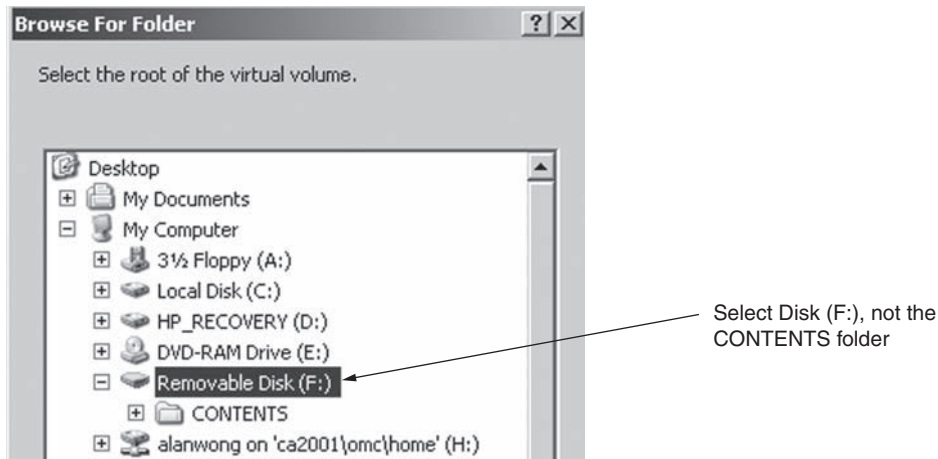 Browse For Folder
Select the root of the virtual volume.
Desktop
My Documents
My Computer
3½ Floppy (A:)
Local Disk (C:)
HP_RECOVERY (D:)
DVD-RAM Drive (E:)
Removable Disk (F:)
CONTENTS
alanwong on 'ca2001\omc\home' (H:)
Select Disk (F:), not the
CONTENTS folder